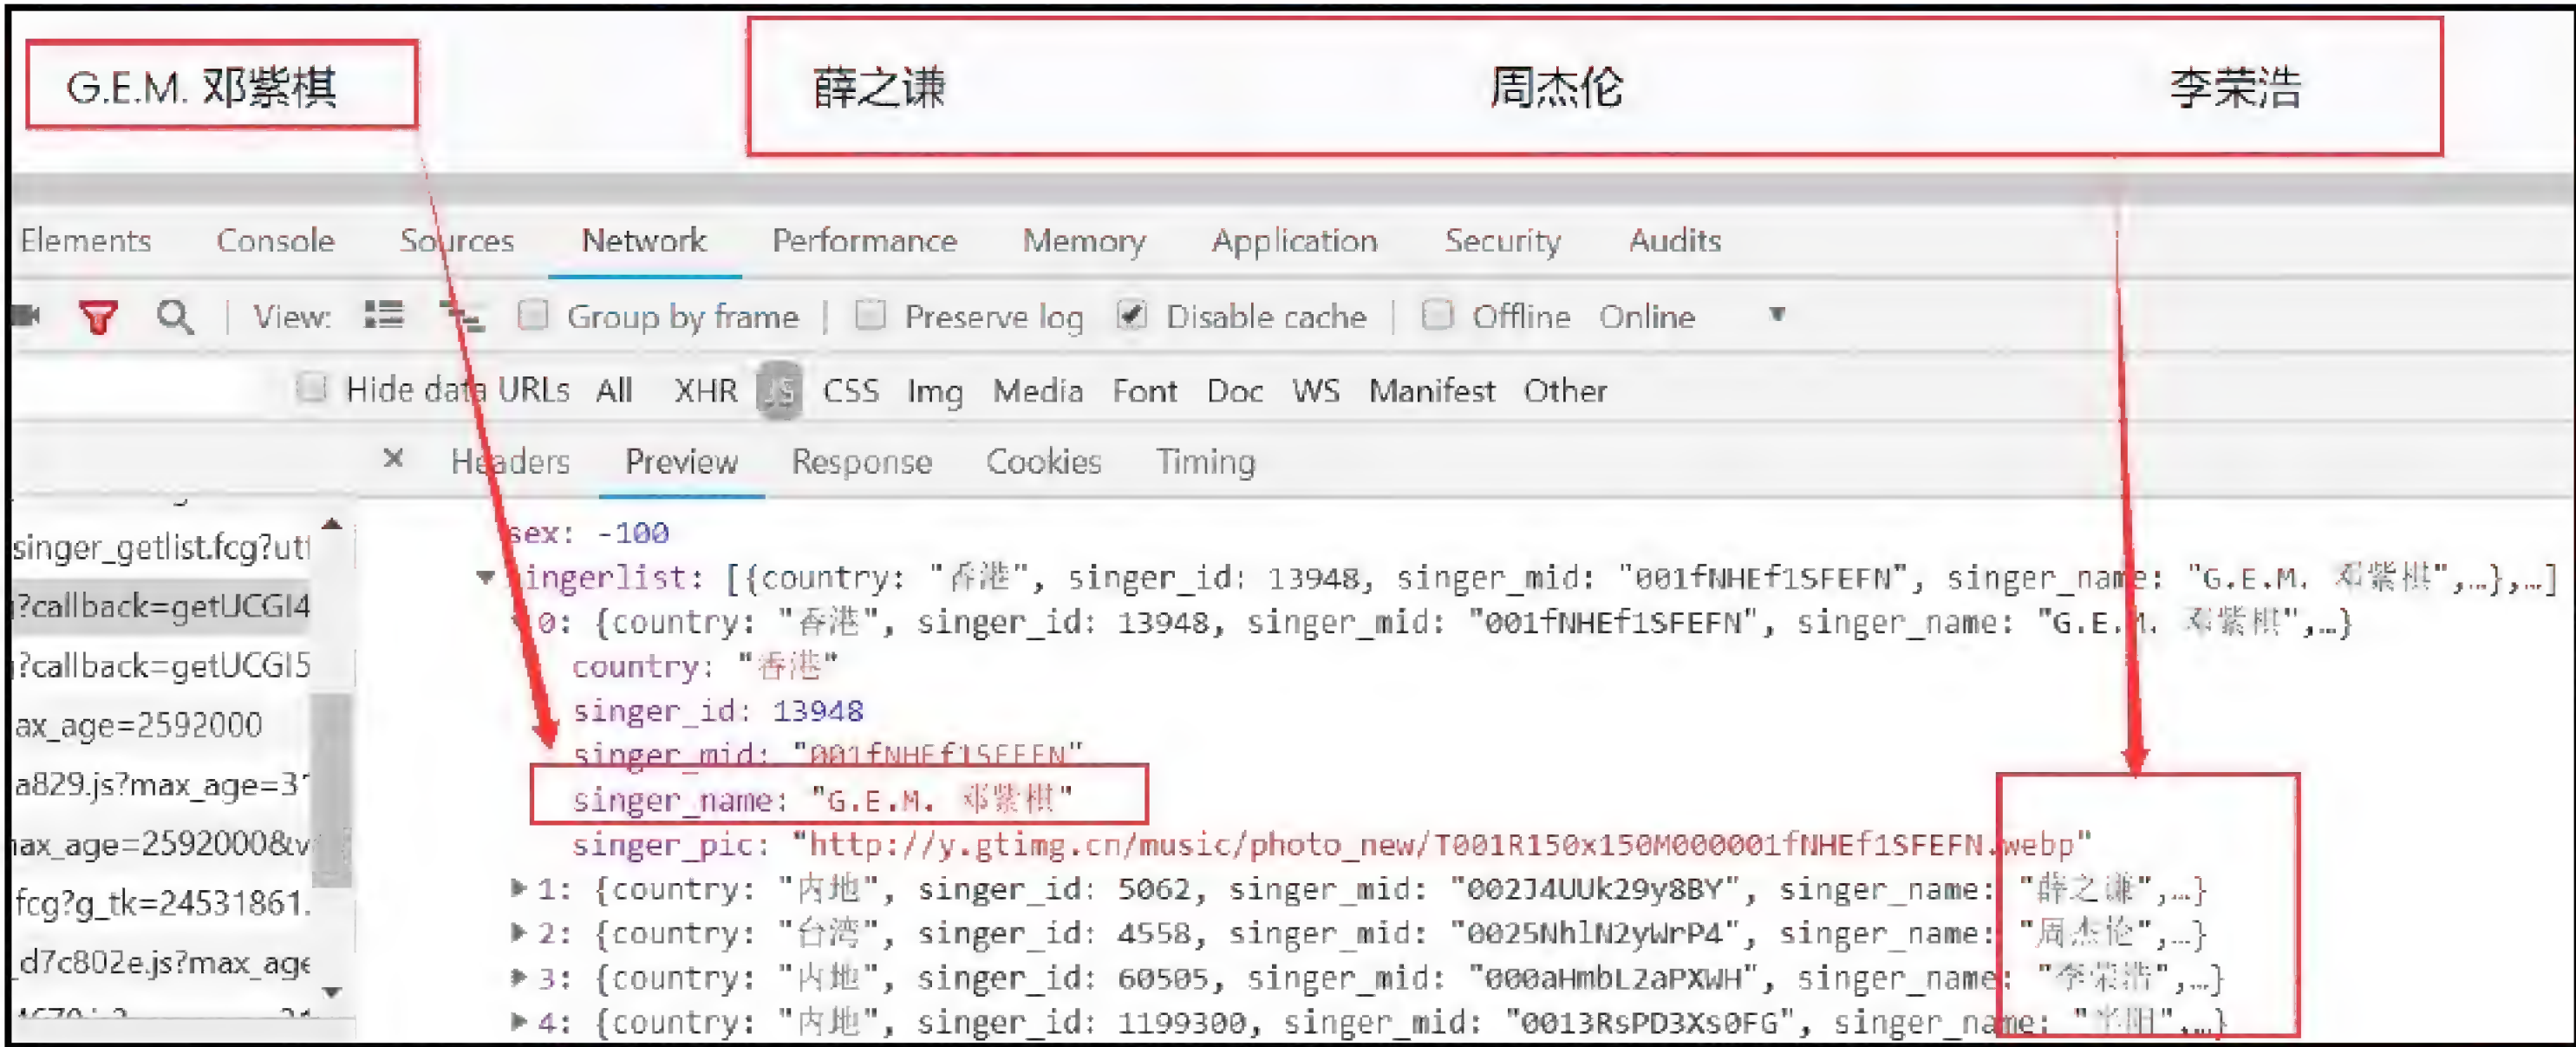 G.E.M. 邓紫棋 薛之谦 周杰伦 李荣浩
Elements Console Sources Network Performance Memory Application Security Audits
View: Group by frame Preserve log Disable cache Offline Online
Hide data URLs All XHR JS CSS Img Media Font Doc WS Manifest Other
× Headers Preview Response Cookies Timing
singer_getlist.fcg?ut
?callback=getUCGI4
?callback=getUCGI5
ax_age=2592000
a829.js?max_age=3
ax_age=2592000&v
fcg?g_tk=24531861.
_d7c802e.js?max_age
sex: -100
ingerlist: [{country: "香港", singer_id: 13948, singer_mid: "001fNHEf1SFEFN", singer_name: "G.E.M. 邓紫棋",…},…]
0: {country: "香港", singer_id: 13948, singer_mid: "001fNHEf1SFEFN", singer_name: "G.E.M. 邓紫棋",…}
country: "香港"
singer_id: 13948
singer_mid: "001fNHEf1SFEFN"
singer_name: "G.E.M. 邓紫棋"
singer_pic: "http://y.gtimg.cn/music/photo_new/T001R150x150M000001fNHEf1SFEFN.webp"
1: {country: "内地", singer_id: 5062, singer_mid: "002J4UUk29y8BY", singer_name: "薛之谦",…}
2: {country: "台湾", singer_id: 4558, singer_mid: "0025NhlN2yWrP4", singer_name: "周杰伦",…}
3: {country: "内地", singer_id: 60505, singer_mid: "000aHmbL2aPXWH", singer_name: "李荣浩",…}
4: {country: "内地", singer_id: 1199300, singer_mid: "0013RsPD3Xs0FG", singer_name: